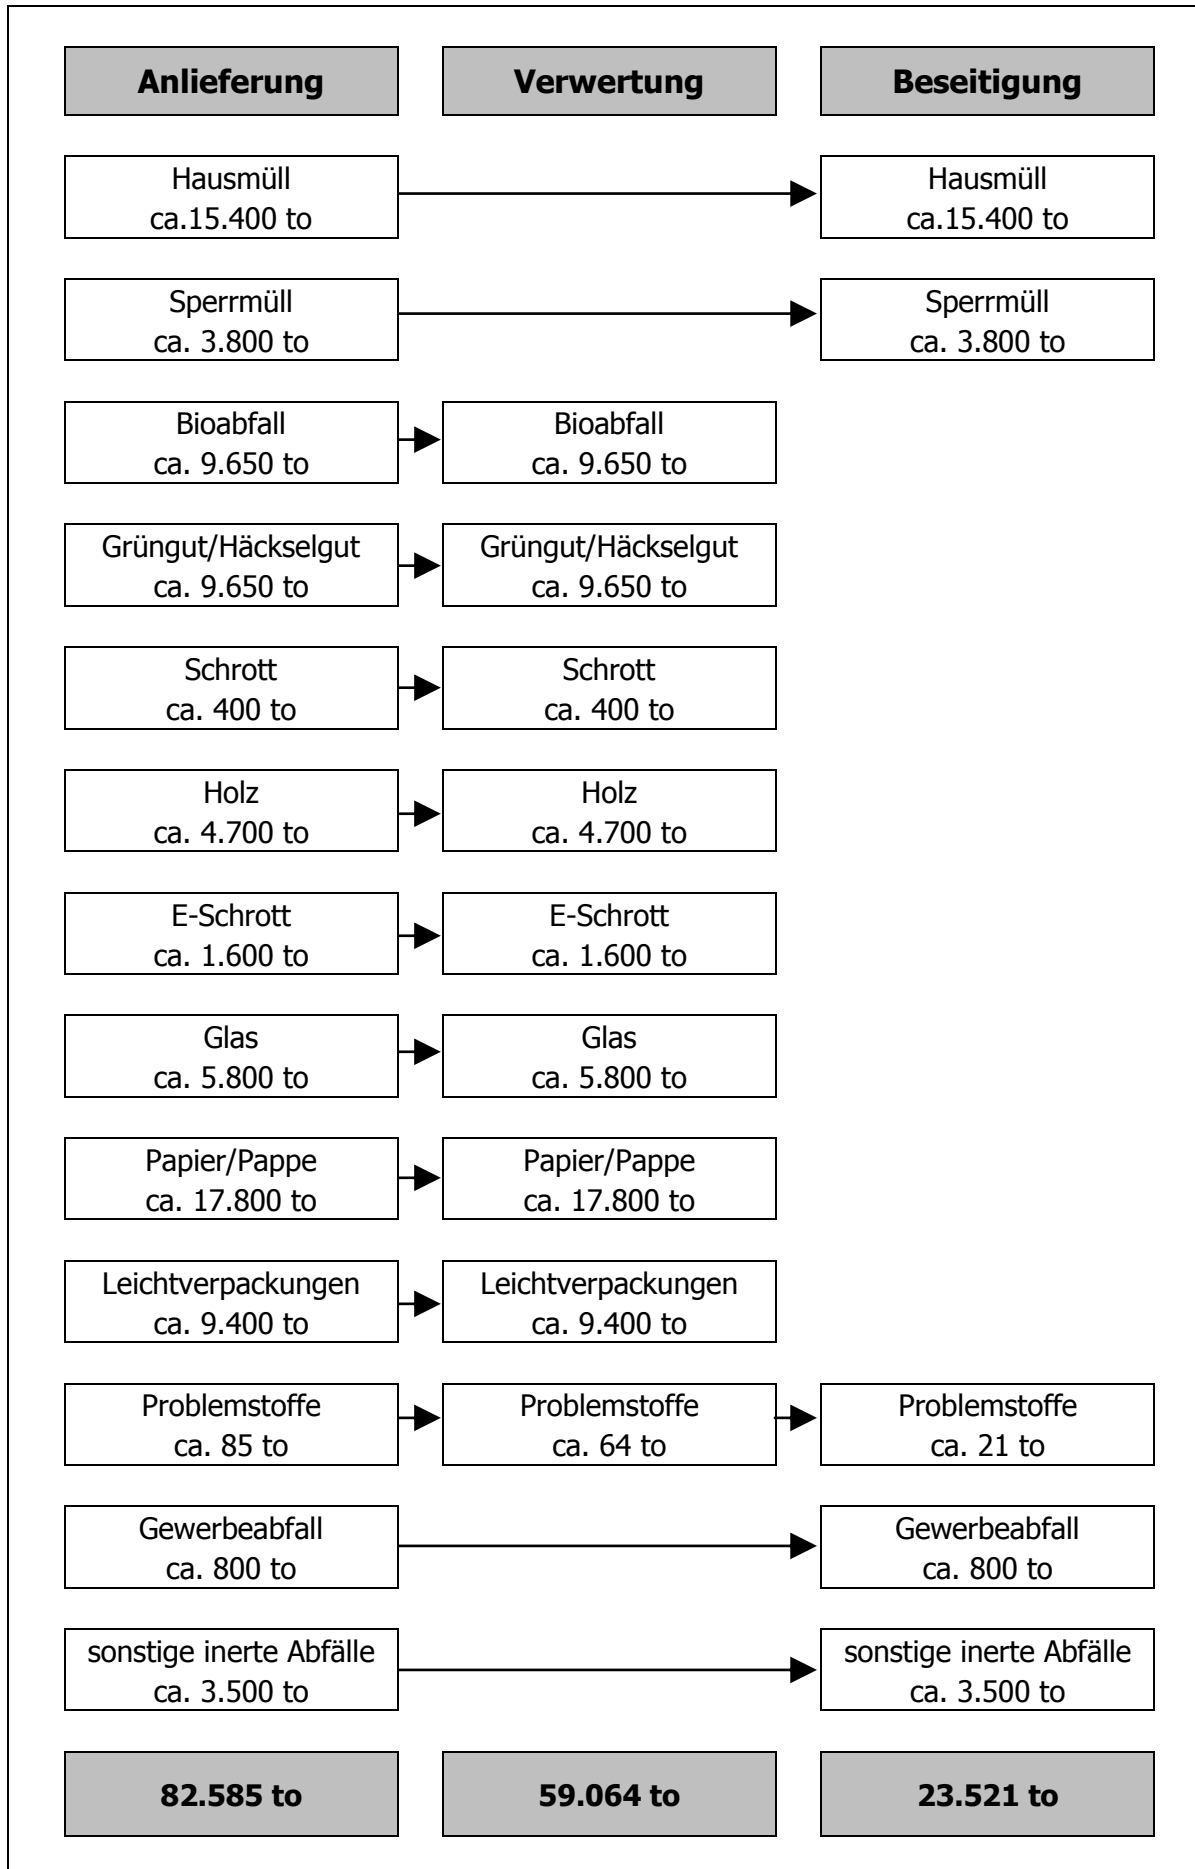 Anlieferung
Verwertung
Beseitigung
Hausmüll
ca.15.400 to
Hausmüll
ca.15.400 to
Sperrmüll
ca. 3.800 to
Sperrmüll
ca. 3.800 to
Bioabfall
ca. 9.650 to
Bioabfall
ca. 9.650 to
Grüngut/Häckselgut
ca. 9.650 to
Grüngut/Häckselgut
ca. 9.650 to
Schrott
ca. 400 to
Schrott
ca. 400 to
Holz
ca. 4.700 to
Holz
ca. 4.700 to
E-Schrott
ca. 1.600 to
E-Schrott
ca. 1.600 to
Glas
ca. 5.800 to
Glas
ca. 5.800 to
Papier/Pappe
ca. 17.800 to
Papier/Pappe
ca. 17.800 to
Leichtverpackungen
ca. 9.400 to
Leichtverpackungen
ca. 9.400 to
Problemstoffe
ca. 85 to
Problemstoffe
ca. 64 to
Problemstoffe
ca. 21 to
Gewerbeabfall
ca. 800 to
Gewerbeabfall
ca. 800 to
sonstige inerte Abfälle
ca. 3.500 to
sonstige inerte Abfälle
ca. 3.500 to
82.585 to
59.064 to
23.521 to